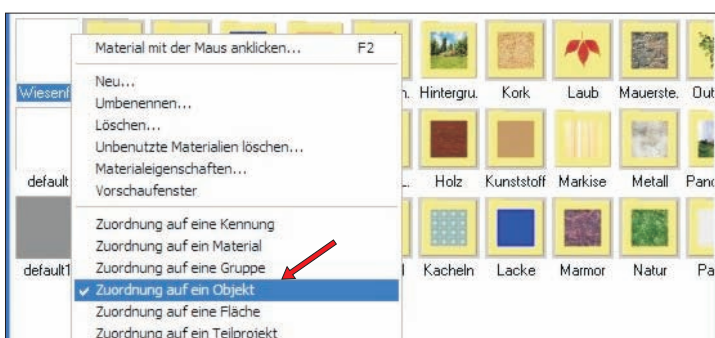 Material mit der Maus anklicken... F2
Neu...
Umbenennen...
Löschen...
Unbenutzte Materialien löschen...
Materialeigenschaften...
Vorschaufenster
Zuordnung auf eine Kennung
Zuordnung auf ein Material
Zuordnung auf eine Gruppe
Zuordnung auf ein Objekt
Zuordnung auf eine Fläche
Zuordnung auf ein Teilprojekt
Wiesenf
Hintergru. Kork Laub Mauerste. Out
default
Holz Kunststoff Markise Metall Pano
default1
Kacheln Lacke Marmor Natur Pa